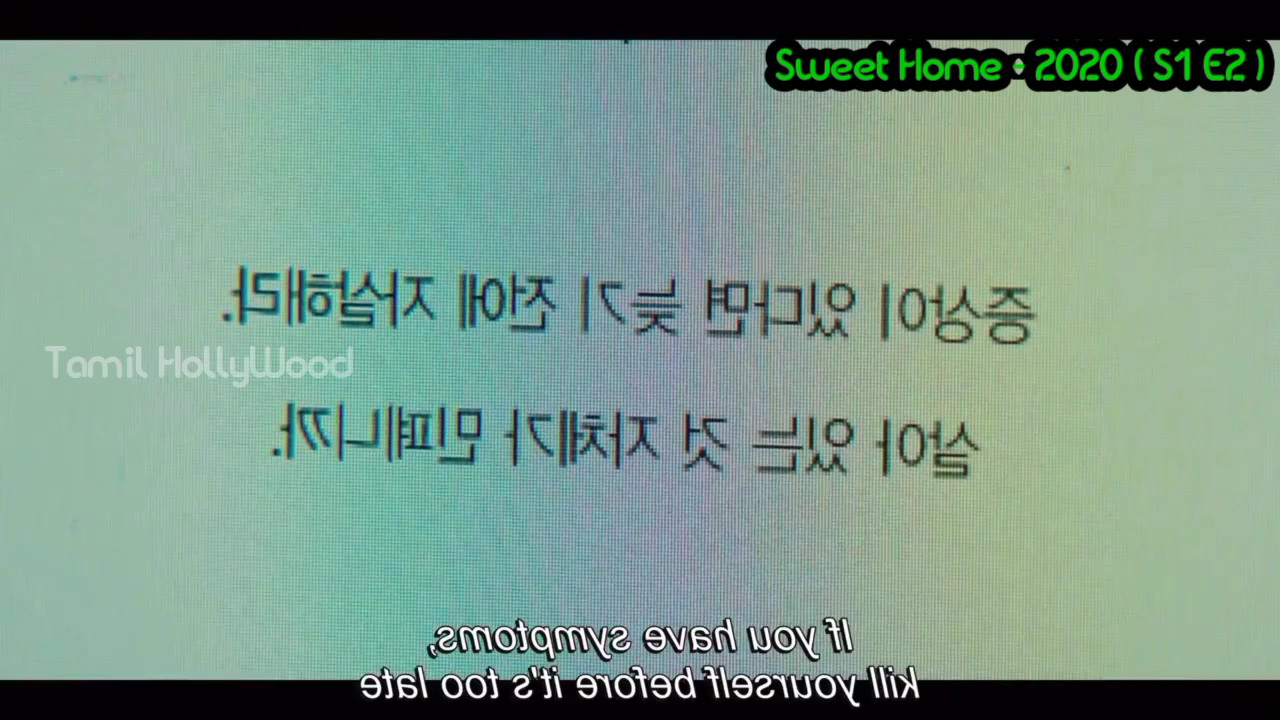 Sweet Home - 2020 ( S1 E2 )
증상이 있다면 늦기 전에 자살해라.
Tamil HollyWood
살아 있는 것 자체가 민폐니까.
If you have symptoms,
kill yourself before it's too late